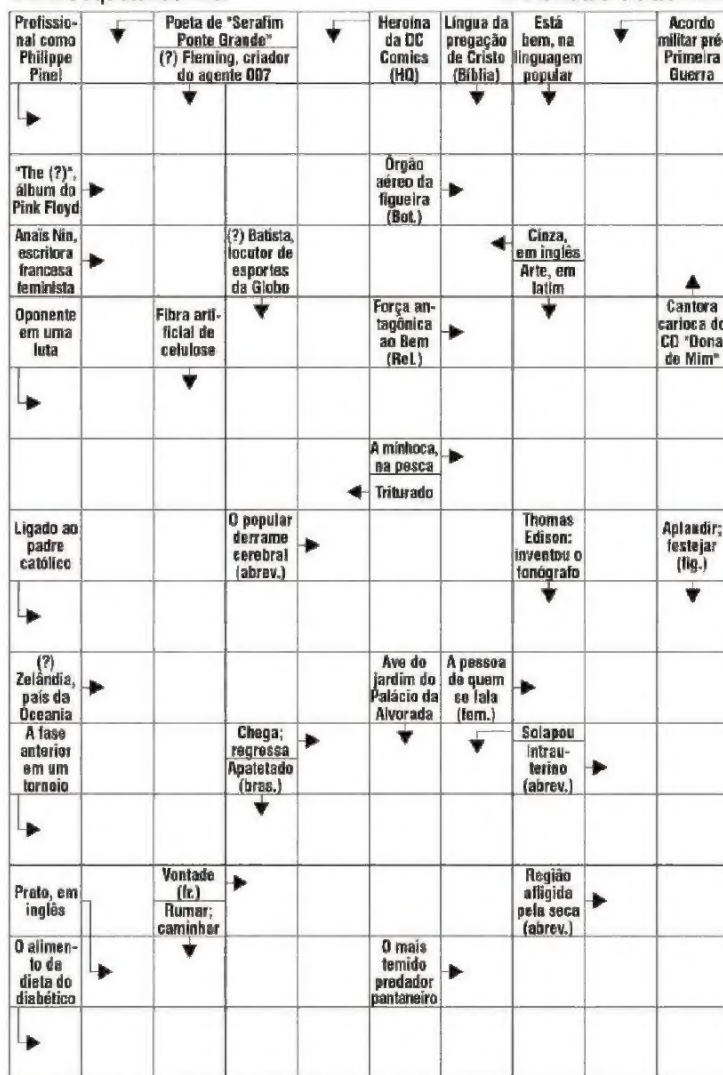 Profissio-
nal como
Philippe
Pinel
Poeta de "Serafim
Ponte Grande"
(?) Fleming, criador
do agente 007
Heroína
da DC
Comics
(HQ)
Língua da
pregação
de Cristo
(Bíblia)
Está
bem, na
linguagem
popular
Acordo
militar pré-
Primeira
Guerra
"The (?)",
álbum do
Pink Floyd
Órgão
aéreo da
figueira
(Bot.)
Anaïs Nin,
escritora
francesa
feminista
(?) Batista,
locutor de
esportes
da Globo
Cinza,
em inglês
Arte, em
latim
Oponente
em uma
luta
Fibra arti-
ficial de
celulose
Força an-
tagônica
ao Bem
(Rel.)
Cantora
carioca do
CD "Dona
de Mim"
A minhoca,
na pesca
Triturado
Ligado ao
padre
católico
O popular
derrame
cerebral
(abrev.)
Thomas
Edison:
inventou o
fonógrafo
Aplaudir;
festejar
(fig.)
(?)
Zelândia,
país da
Oceania
Ave do
jardim do
Palácio da
Alvorada
A pessoa
de quem
se fala
(fem.)
A fase
anterior
em um
torneio
Chega;
regressa
Apatetado
(bras.)
Solapou
Intrau-
terino
(abrev.)
Prato, em
inglês
Vontade
(fr.)
Rumar;
caminhar
Região
afligida
pela seca
(abrev.)
O alimen-
to da
dieta do
diabético
O mais
temido
predador
pantaneiro